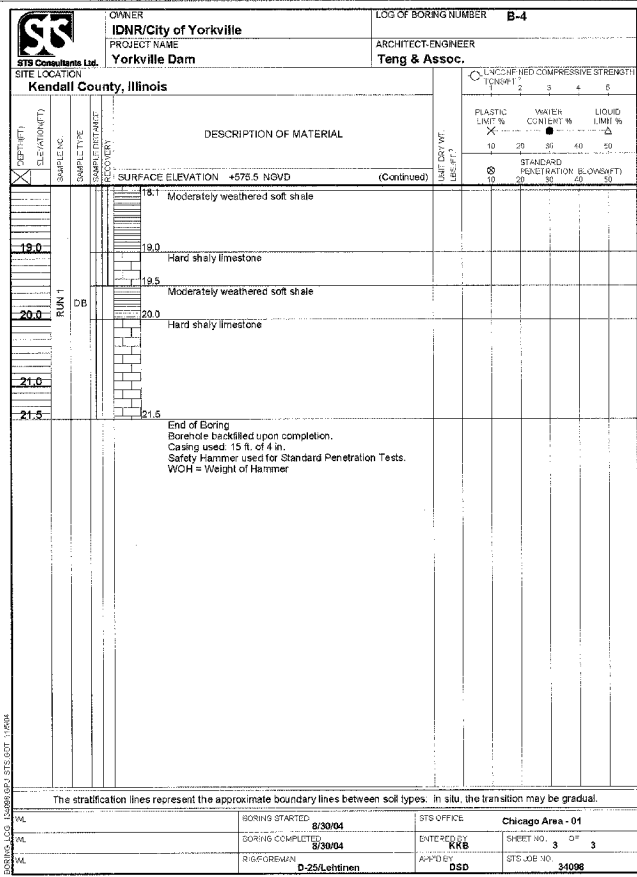 STS
STS Consultants Ltd.
OWNER
IDNR/City of Yorkville
LOG OF BORING NUMBER B-4
PROJECT NAME
Yorkville Dam
ARCHITECT-ENGINEER
Teng & Assoc.
SITE LOCATION
Kendall County, Illinois
UNCONFINED COMPRESSIVE STRENGTH
TONS/FT.²
1 2 3 4 5
DEPTH(FT)
ELEVATION(FT)
SAMPLE NO.
SAMPLE TYPE
SAMPLE DISTANCE
RECOVERY
DESCRIPTION OF MATERIAL
UNIT DRY WT.
LBS/FT.³
PLASTIC WATER LIQUID
LIMIT % CONTENT % LIMIT %
10 20 30 40 50
STANDARD
PENETRATION BLOWS/(FT)
10 20 30 40 50
SURFACE ELEVATION +576.5 NGVD (Continued)
18.1 Moderately weathered soft shale
19.0 19.0
Hard shaly limestone
19.5
Moderately weathered soft shale
RUN 1
DB
20.0 20.0
Hard shaly limestone
21.0
21.5 21.5
End of Boring
Borehole backfilled upon completion.
Casing used: 15 ft. of 4 in.
Safety Hammer used for Standard Penetration Tests.
WOH = Weight of Hammer
The stratification lines represent the approximate boundary lines between soil types: in situ, the transition may be gradual.
WL
BORING STARTED
8/30/04
STS OFFICE
Chicago Area - 01
WL
BORING COMPLETED
8/30/04
ENTERED BY
KKB
SHEET NO. 3 OF 3
WL
RIG/FOREMAN
D-25/Lehtinen
APP'D BY
DSD
STS JOB NO.
34098